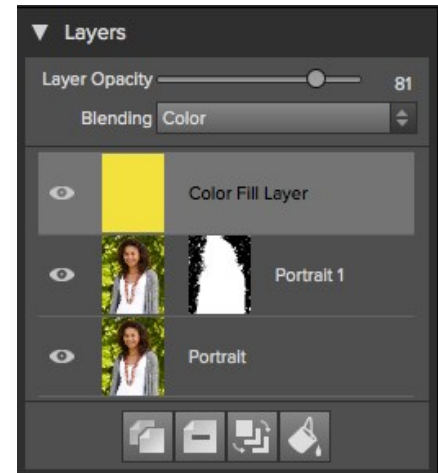 Layers
Layer Opacity 81
Blending Color
Color Fill Layer
Portrait 1
Portrait